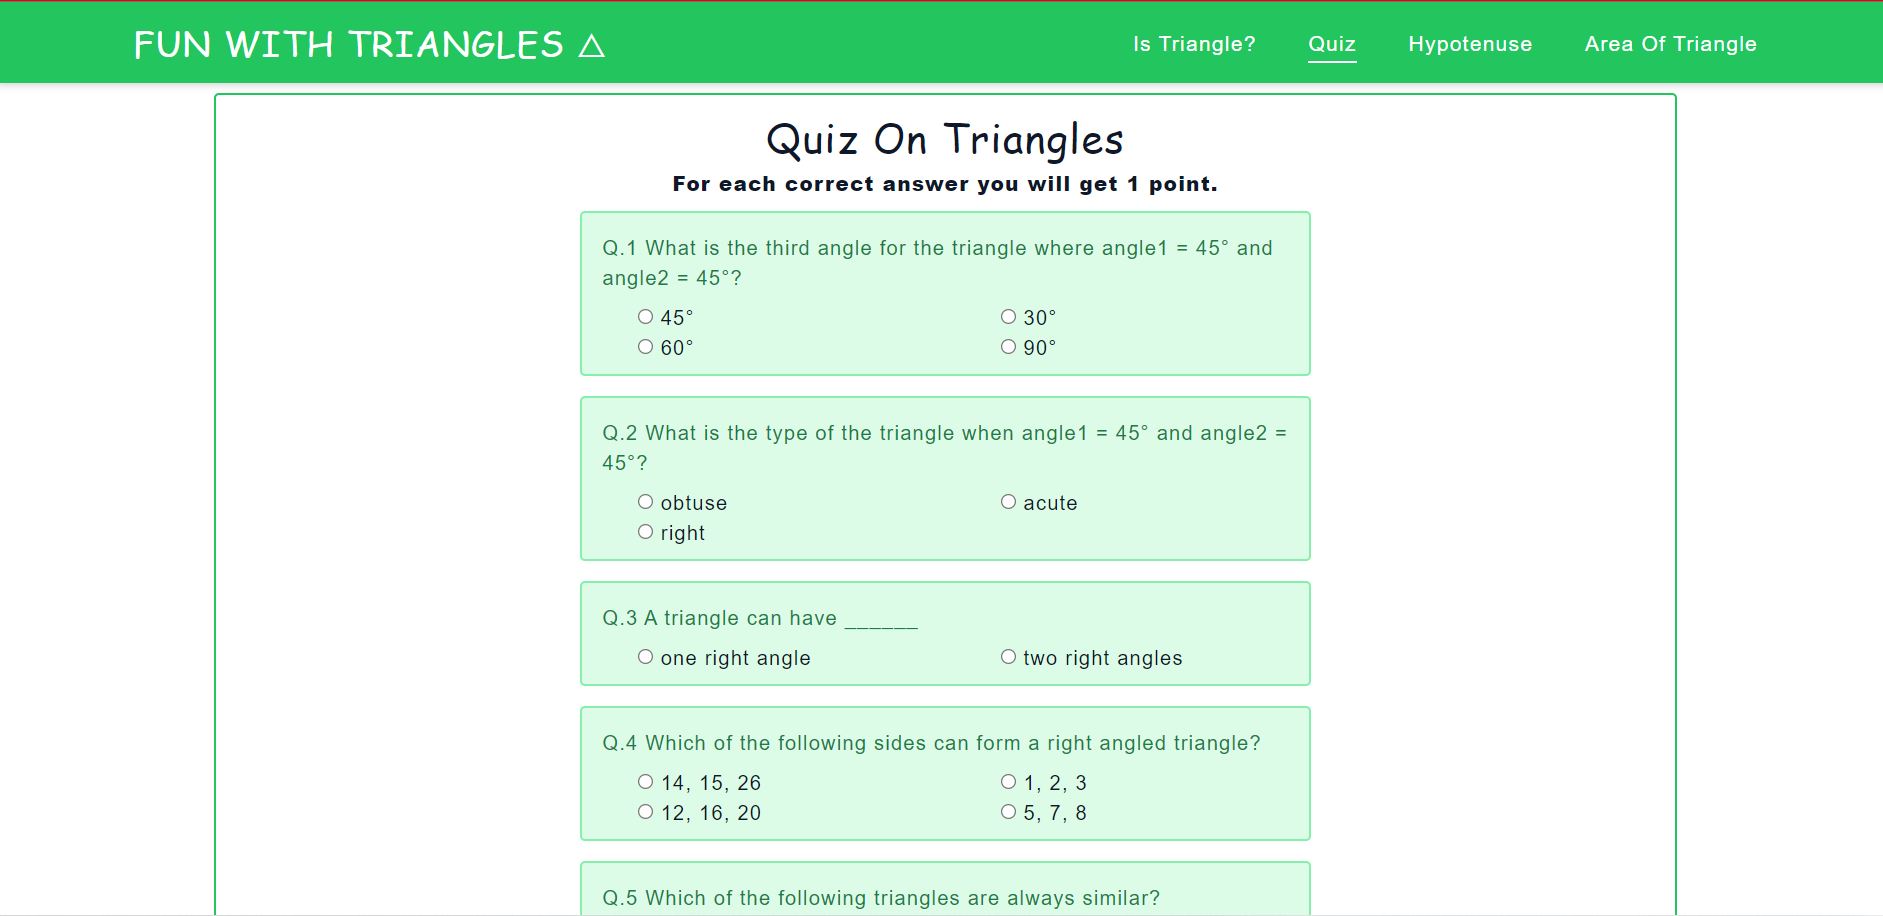 FUN WITH TRIANGLES △
Is Triangle? Quiz Hypotenuse Area Of Triangle
Quiz On Triangles
For each correct answer you will get 1 point.
Q.1 What is the third angle for the triangle where angle1 = 45° and
angle2 = 45°?
45° 30°
60° 90°
Q.2 What is the type of the triangle when angle1 = 45° and angle2 =
45°?
obtuse acute
right
Q.3 A triangle can have ______
one right angle two right angles
Q.4 Which of the following sides can form a right angled triangle?
14, 15, 26 1, 2, 3
12, 16, 20 5, 7, 8
Q.5 Which of the following triangles are always similar?